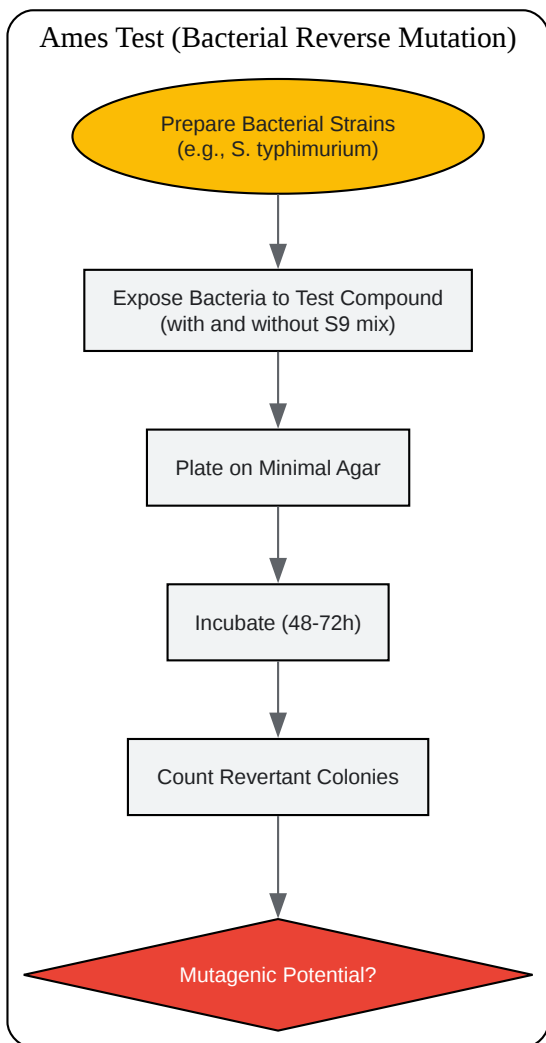 Ames Test (Bacterial Reverse Mutation)
Prepare Bacterial Strains
(e.g., S. typhimurium)
Expose Bacteria to Test Compound
(with and without S9 mix)
Plate on Minimal Agar
Incubate (48-72h)
Count Revertant Colonies
Mutagenic Potential?